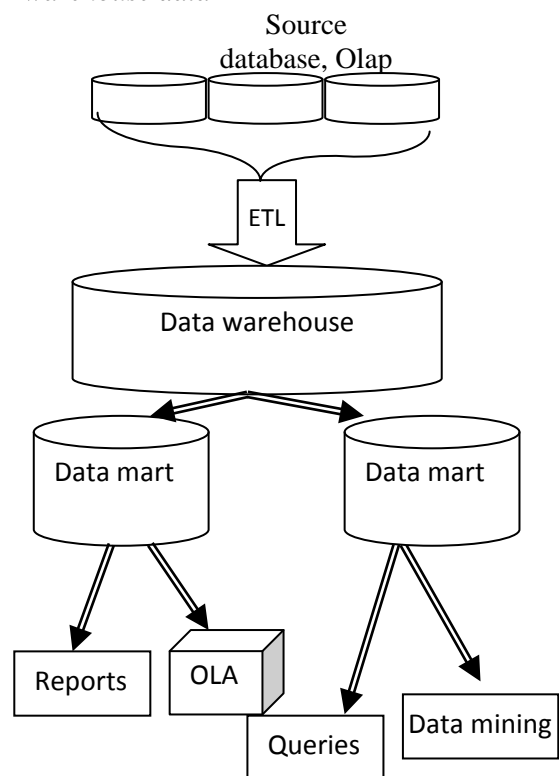 Source
database, Olap
ETL
Data warehouse
Data mart
Data mart
Reports
OLA
Queries
Data mining